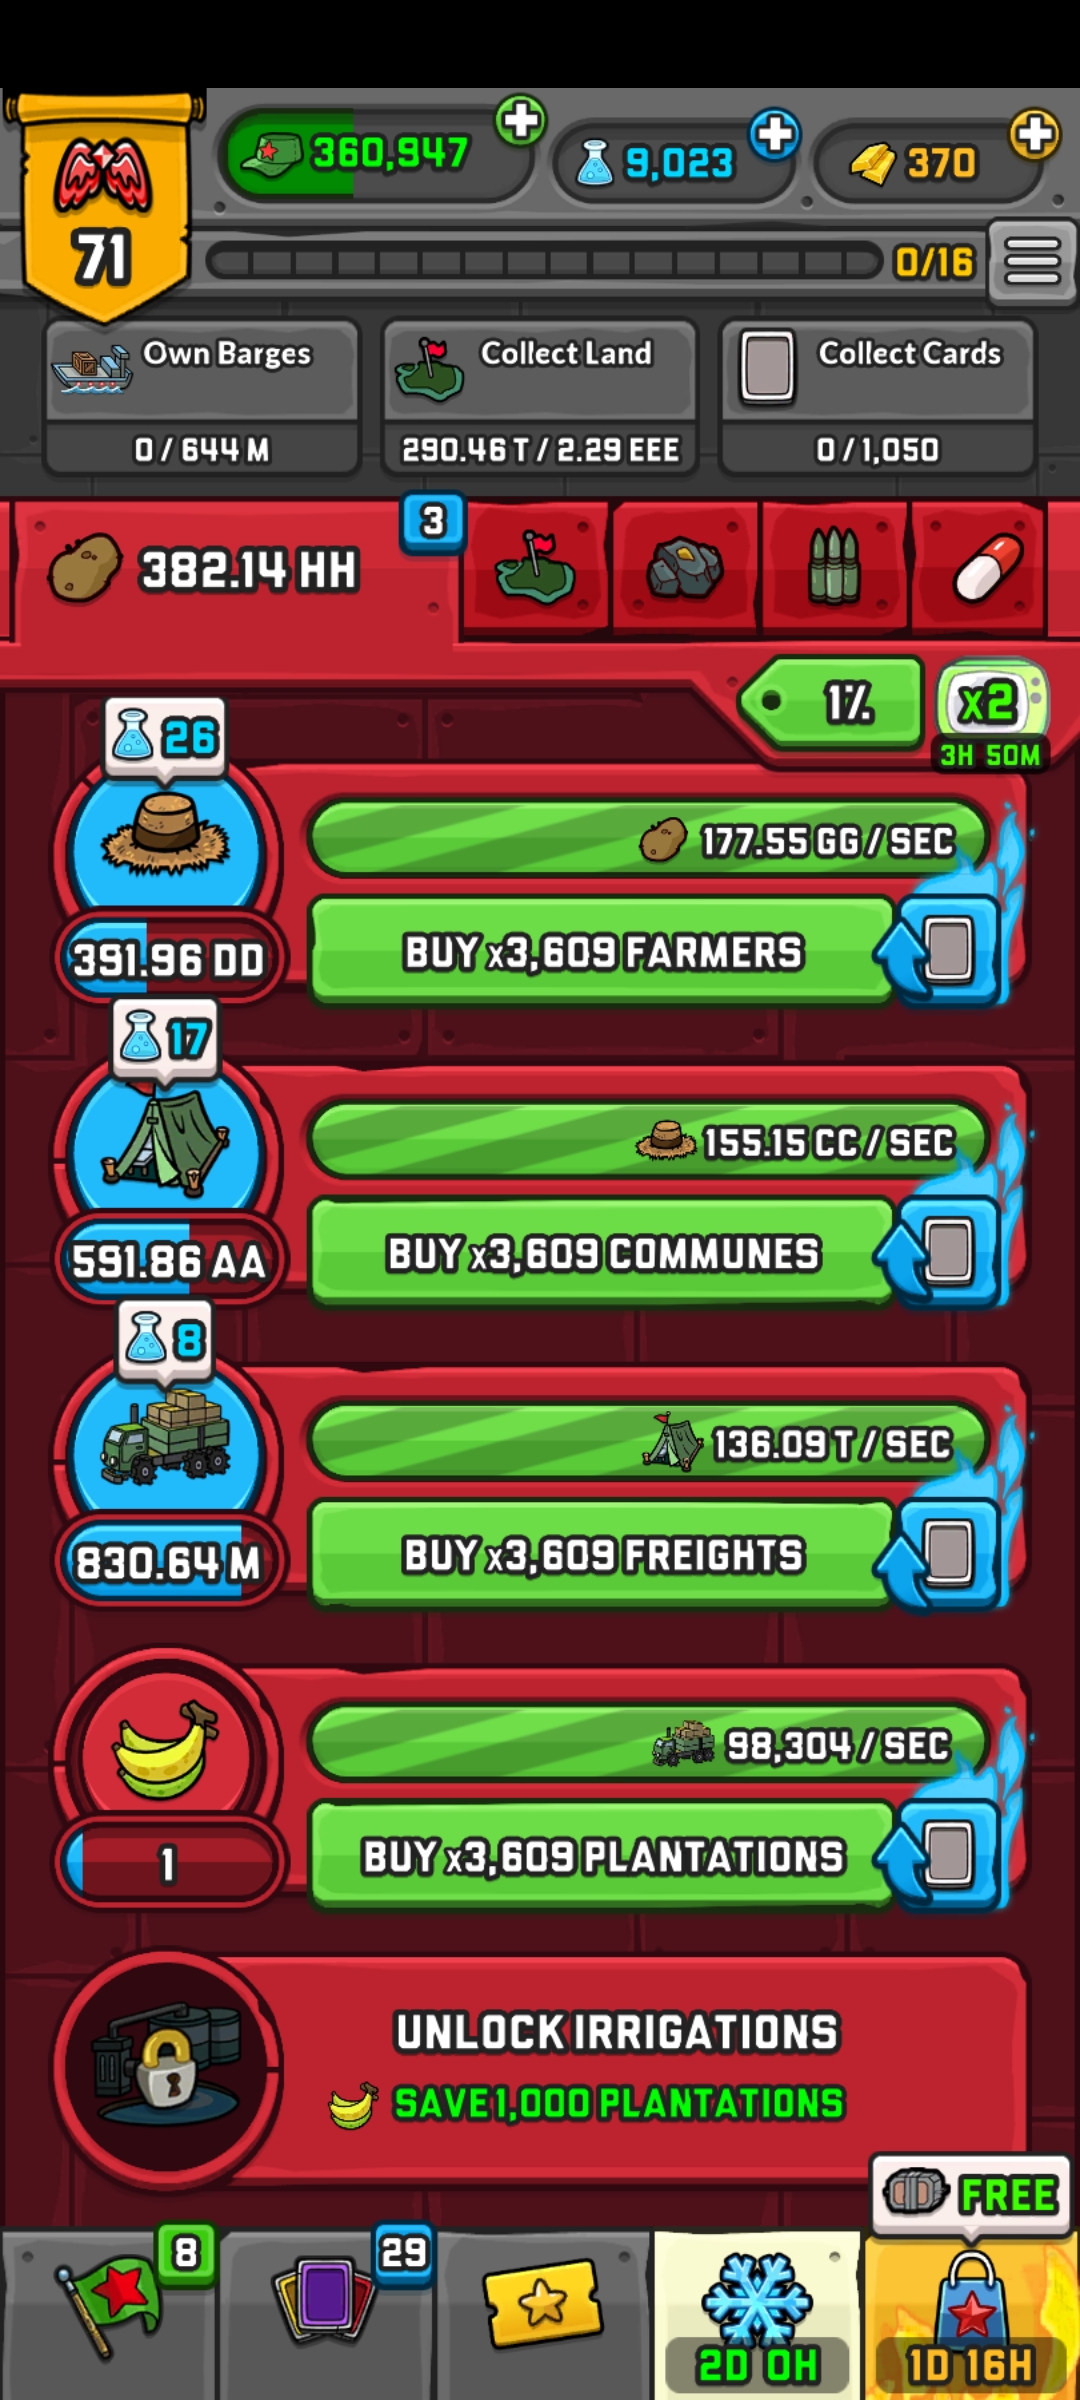 360,947
9,023
370
71
0/16
Own Barges
0 / 644 M
Collect Land
290.46 T / 2.29 EEE
Collect Cards
0 / 1,050
382.14 HH
3
1%
x2
3H 50M
26
177.55 GG / SEC
391.96 DD
BUY x3,609 FARMERS
17
155.15 CC / SEC
591.86 AA
BUY x3,609 COMMUNES
8
136.09 T / SEC
830.64 M
BUY x3,609 FREIGHTS
98,304 / SEC
1
BUY x3,609 PLANTATIONS
UNLOCK IRRIGATIONS
SAVE 1,000 PLANTATIONS
FREE
8
29
2D 0H
1D 16H